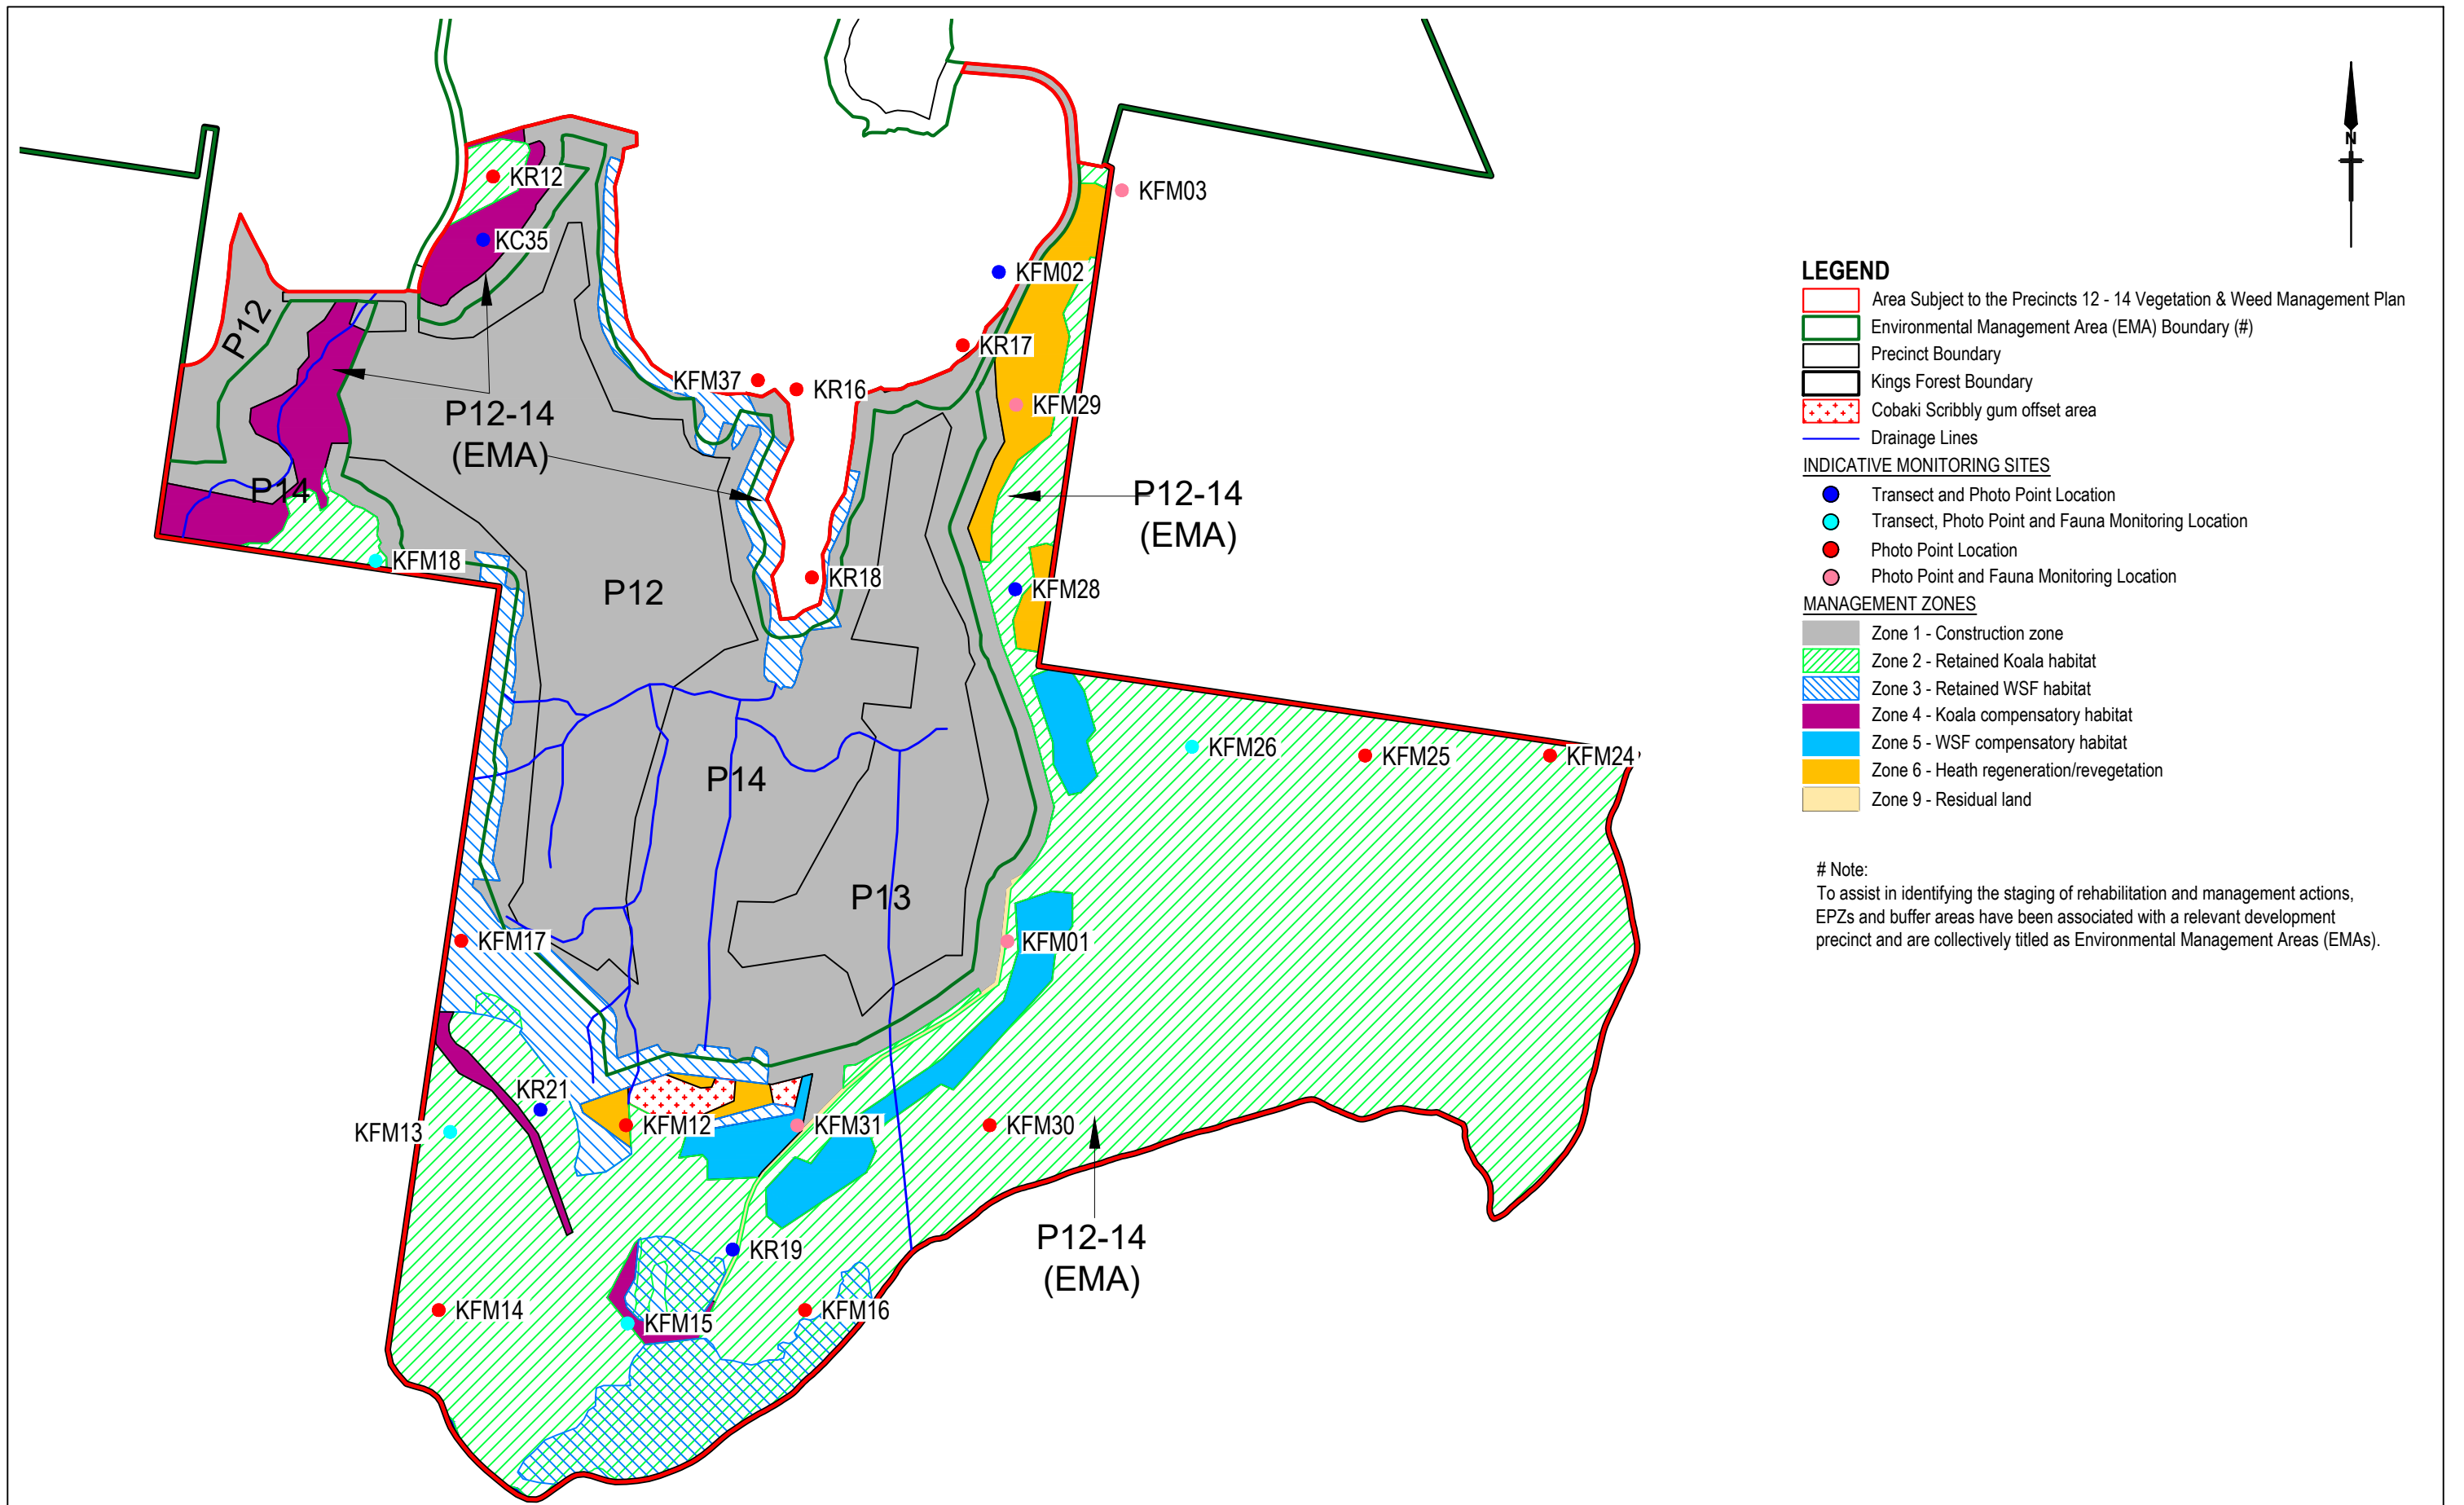 N
KR12
KFM03
KC35
KFM02
P12
KR17
KFM37
KR16
KFM29
P12-14
(EMA)
P14
P12-14
(EMA)
KFM18
KR18
P12
KFM28
KFM26
KFM25
KFM24
P14
P13
KFM17
KFM01
KR21
KFM13
KFM12
KFM31
KFM30
P12-14
(EMA)
KR19
KFM14
KFM15
KFM16
LEGEND
Area Subject to the Precincts 12 - 14 Vegetation & Weed Management Plan
Environmental Management Area (EMA) Boundary (#)
Precinct Boundary
Kings Forest Boundary
Cobaki Scribbly gum offset area
Drainage Lines
INDICATIVE MONITORING SITES
Transect and Photo Point Location
Transect, Photo Point and Fauna Monitoring Location
Photo Point Location
Photo Point and Fauna Monitoring Location
MANAGEMENT ZONES
Zone 1 - Construction zone
Zone 2 - Retained Koala habitat
Zone 3 - Retained WSF habitat
Zone 4 - Koala compensatory habitat
Zone 5 - WSF compensatory habitat
Zone 6 - Heath regeneration/revegetation
Zone 9 - Residual land
# Note:
To assist in identifying the staging of rehabilitation and management actions,
EPZs and buffer areas have been associated with a relevant development
precinct and are collectively titled as Environmental Management Areas (EMAs).